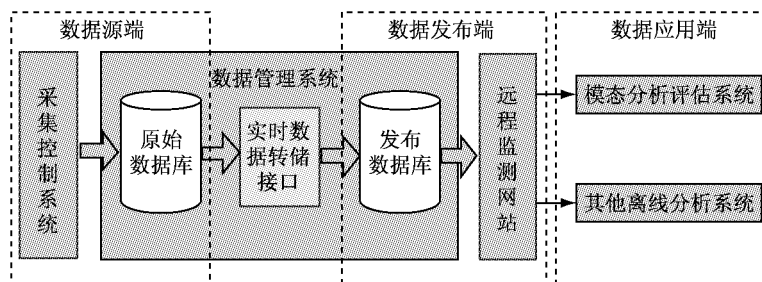 数据源端
数据发布端
数据应用端
采集控制系统
数据管理系统
原始
数据库
实时数
据转储
接口
发布
数据库
远程监测网站
模态分析评估系统
其他离线分析系统